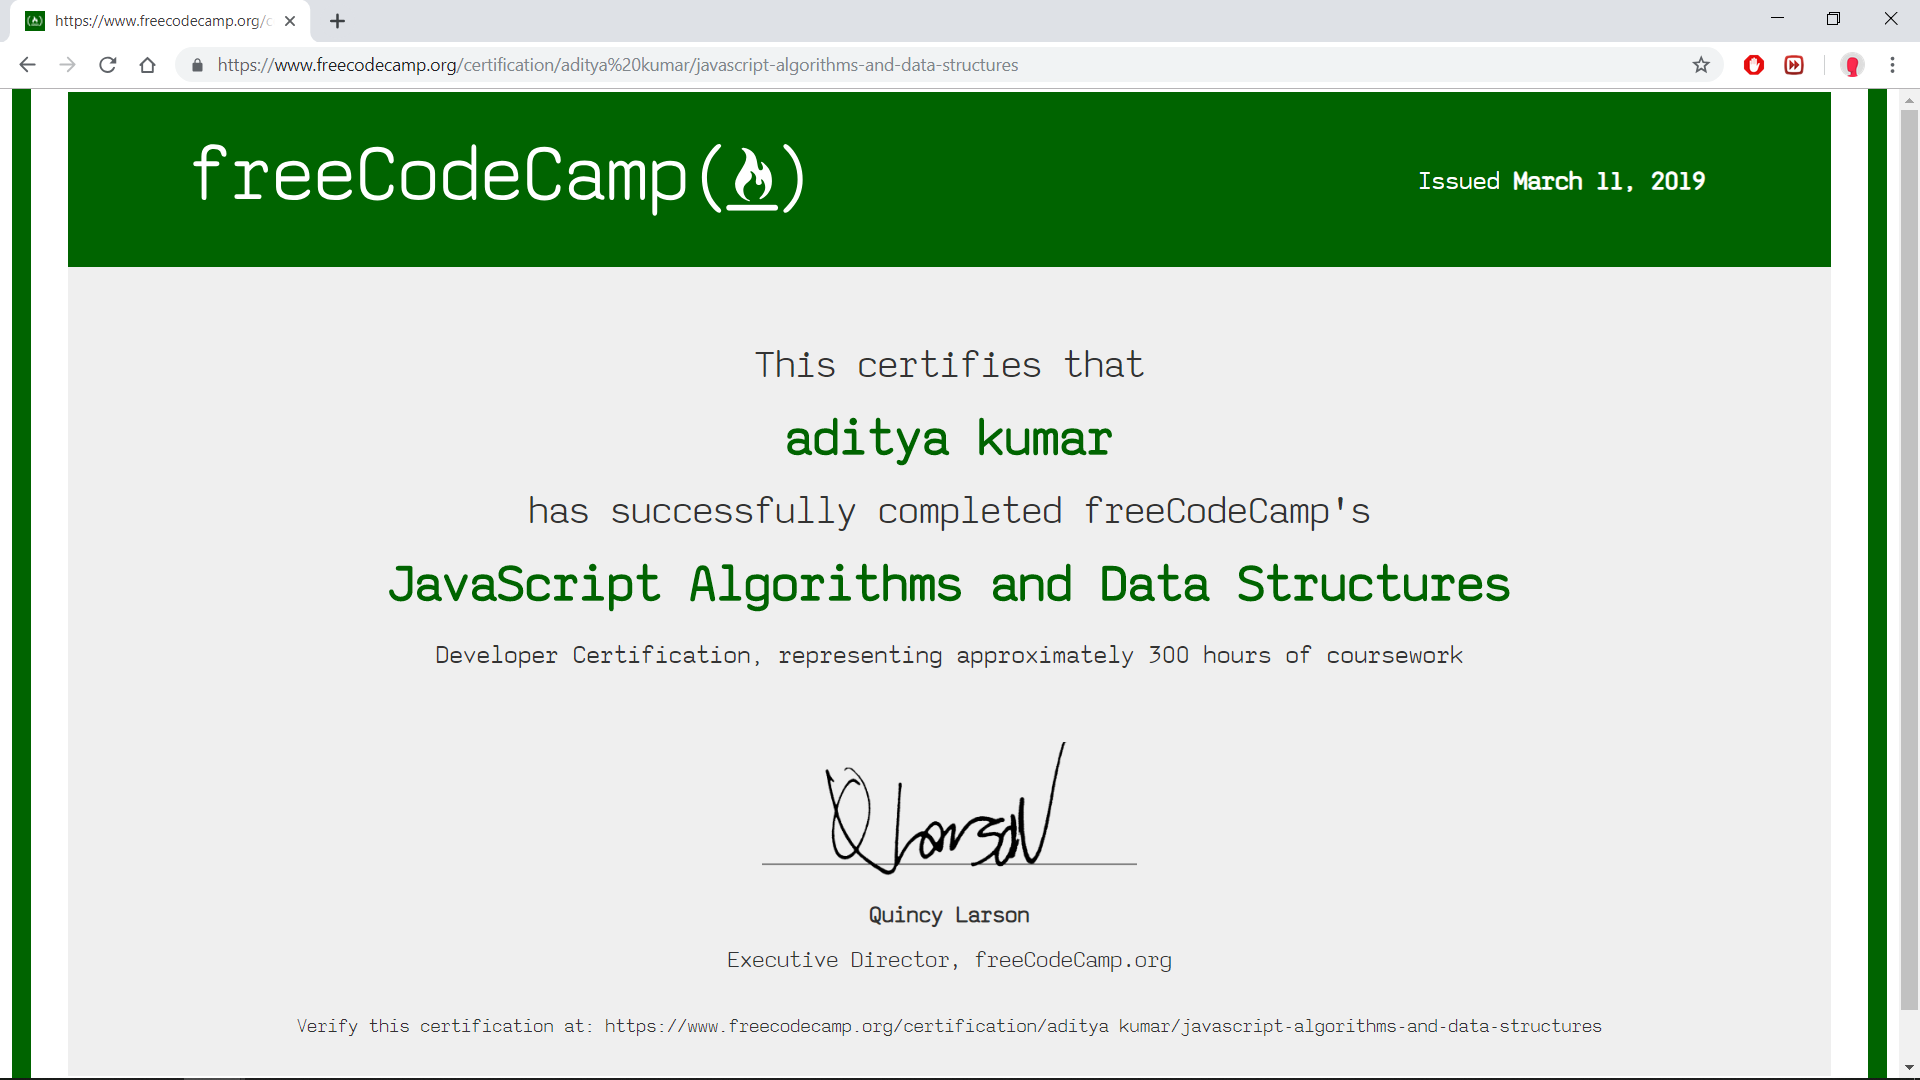 https://www.freecodecamp.org/c
https://www.freecodecamp.org/certification/aditya%20kumar/javascript-algorithms-and-data-structures
freeCodeCamp
Issued March 11, 2019
This certifies that
aditya kumar
has successfully completed freeCodeCamp's
JavaScript Algorithms and Data Structures
Developer Certification, representing approximately 300 hours of coursework
Q Larson
Quincy Larson
Executive Director, freeCodeCamp.org
Verify this certification at: https://www.freecodecamp.org/certification/aditya kumar/javascript-algorithms-and-data-structures